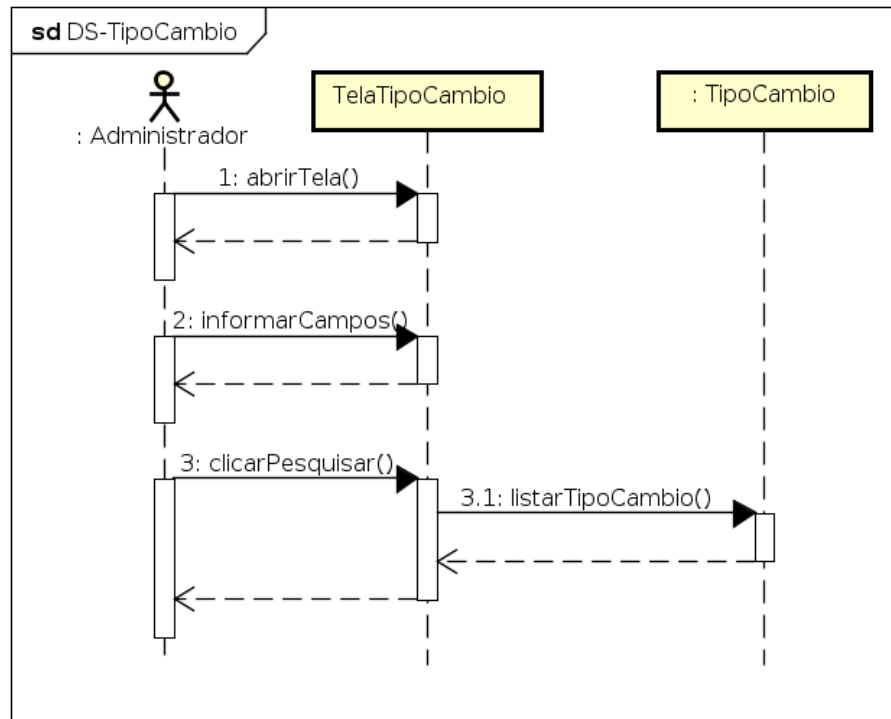 sd DS-TipoCambio
TelaTipoCambio
: TipoCambio
: Administrador
1: abrirTela()
2: informarCampos()
3: clicarPesquisar()
3.1: listarTipoCambio()